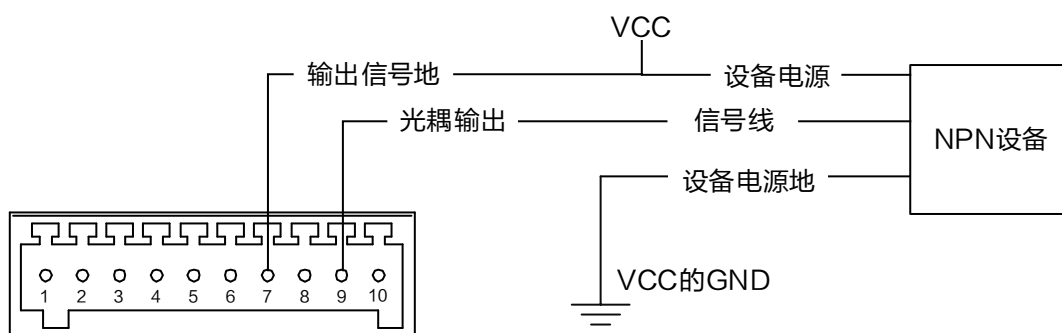 VCC
输出信号地
设备电源
光耦输出
信号线
NPN设备
设备电源地
VCC的GND
1 2 3 4 5 6 7 8 9 10